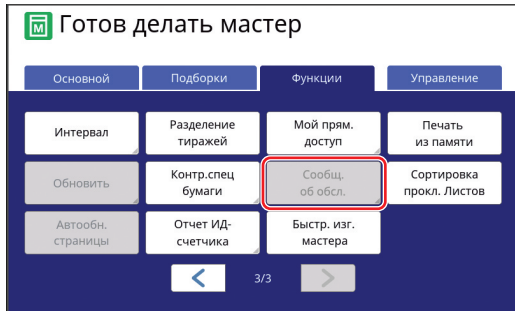 M Готов делать мастер
Основной Подборки Функции Управление
Интервал
Разделение
тиражей
Мой прям.
доступ
Печать
из памяти
Обновить
Контр.спец
бумаги
Сообщ.
об обсл.
Сортировка
прокл. Листов
Автообн.
страницы
Отчет ИД-
счетчика
Быстр. изг.
мастера
3/3